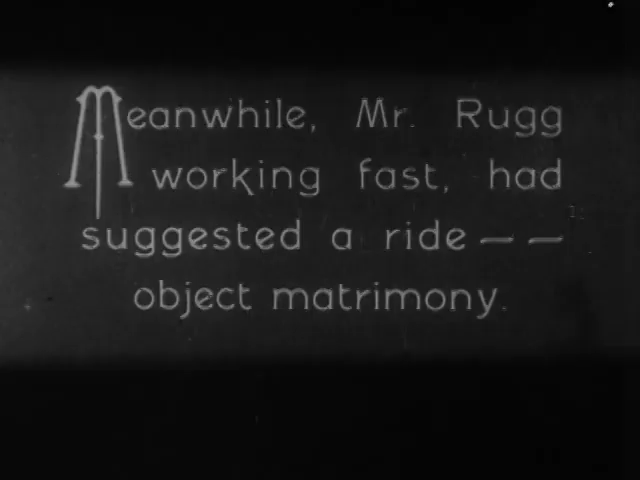 Meanwhile, Mr. Rugg
working fast, had
suggested a ride——
object matrimony.